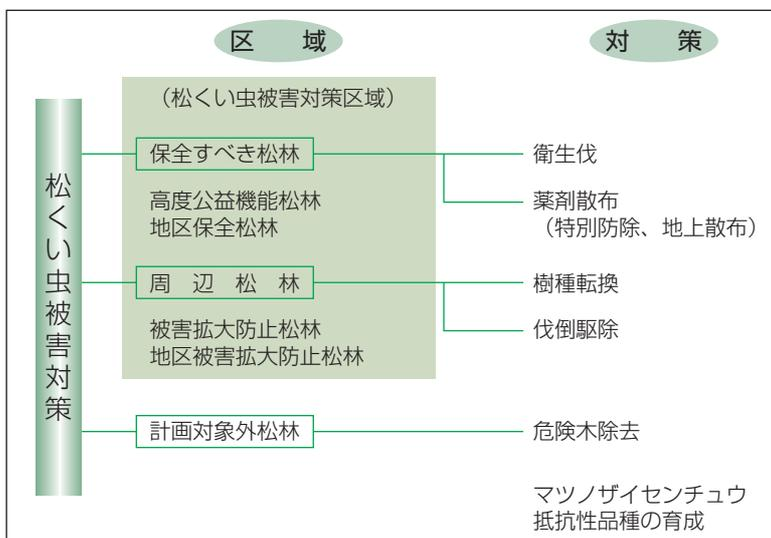 区　域
対　策
松くい虫被害対策
（松くい虫被害対策区域）
保全すべき松林
衛生伐
高度公益機能松林
地区保全松林
薬剤散布
（特別防除、地上散布）
周　辺　松　林
樹種転換
被害拡大防止松林
地区被害拡大防止松林
伐倒駆除
計画対象外松林
危険木除去
マツノザイセンチュウ
抵抗性品種の育成